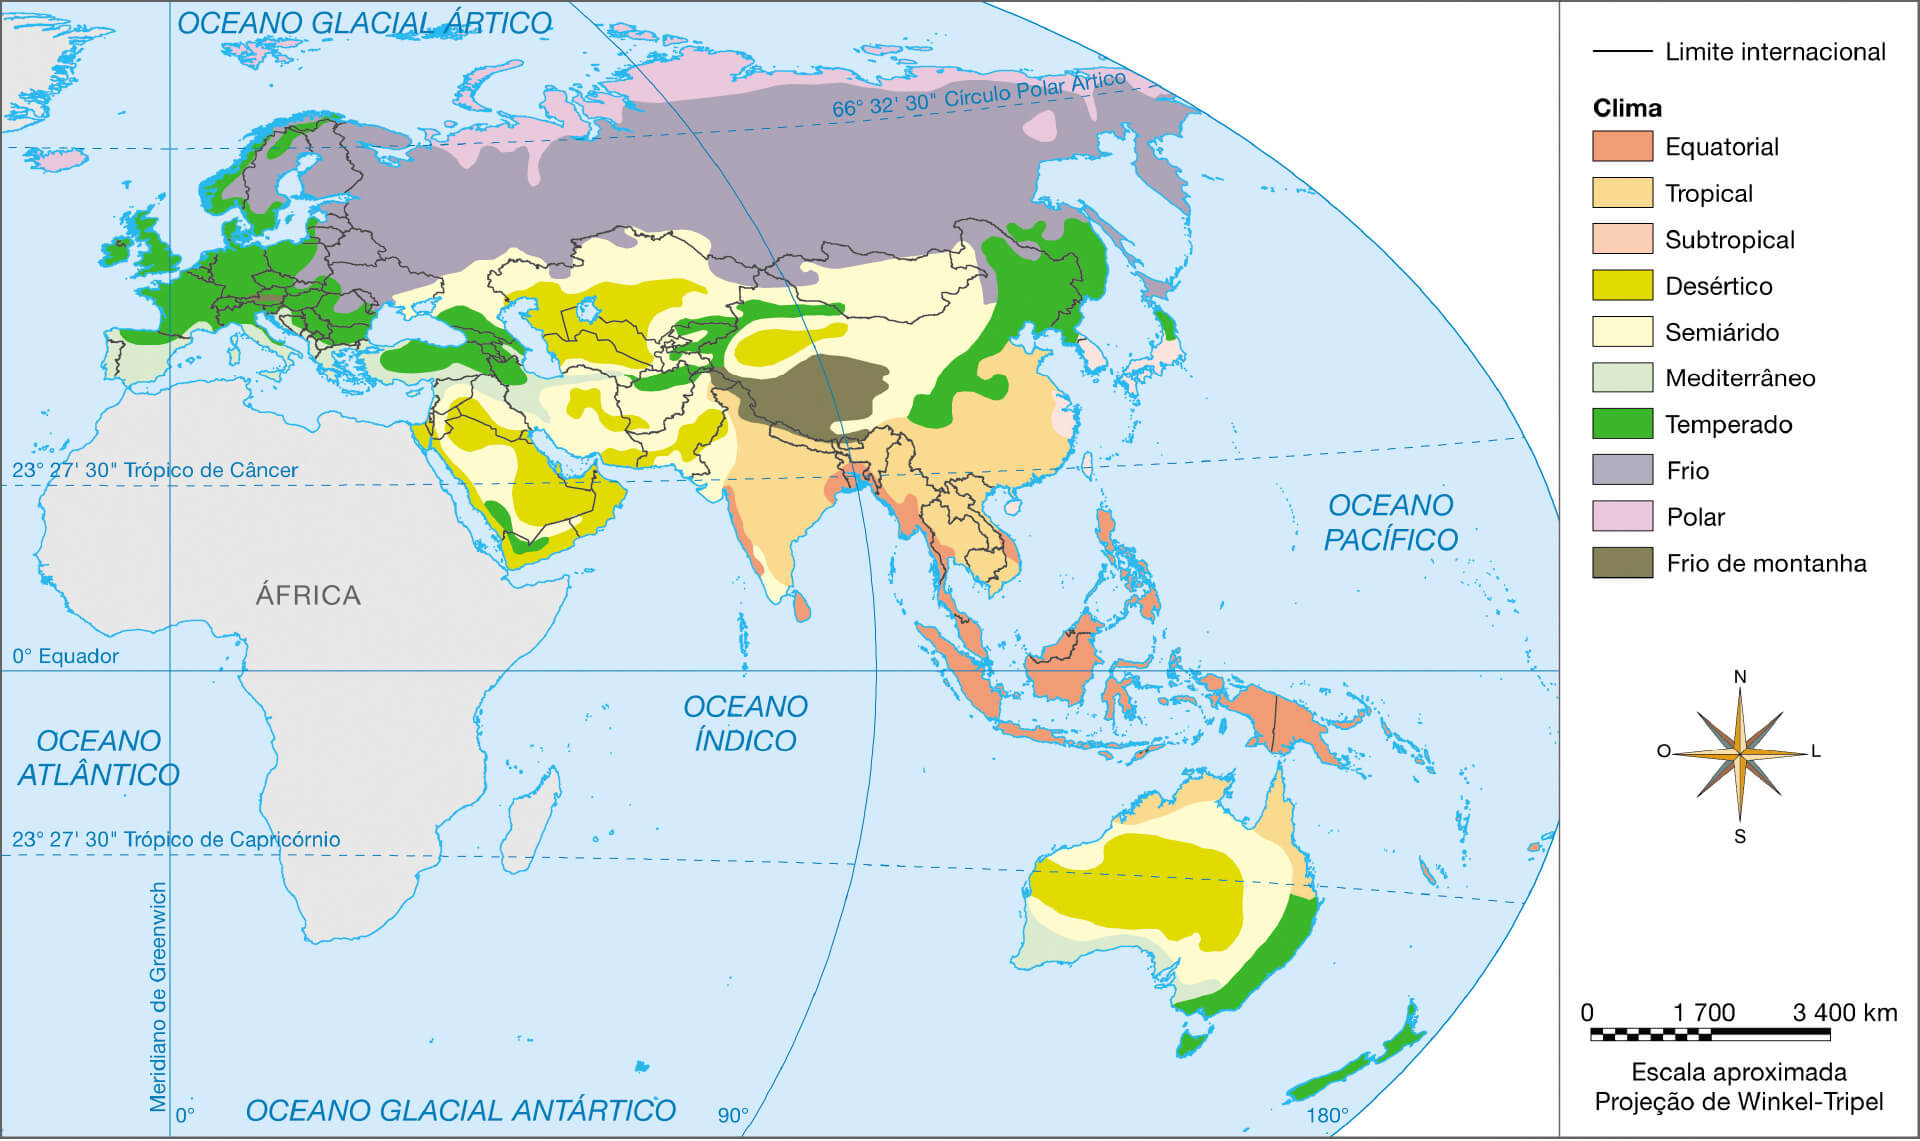 OCEANO GLACIAL ÁRTICO
66° 32' 30" Círculo Polar Ártico
23° 27' 30" Trópico de Câncer
OCEANO
PACÍFICO
ÁFRICA
0° Equador
OCEANO
ÍNDICO
OCEANO
ATLÂNTICO
23° 27' 30" Trópico de Capricórnio
Meridiano de Greenwich
0°
OCEANO GLACIAL ANTÁRTICO
90°
180°
Limite internacional
Clima
Equatorial
Tropical
Subtropical
Desértico
Semiárido
Mediterrâneo
Temperado
Frio
Polar
Frio de montanha
N
O
L
S
0 1 700 3 400 km
Escala aproximada
Projeção de Winkel-Tripel